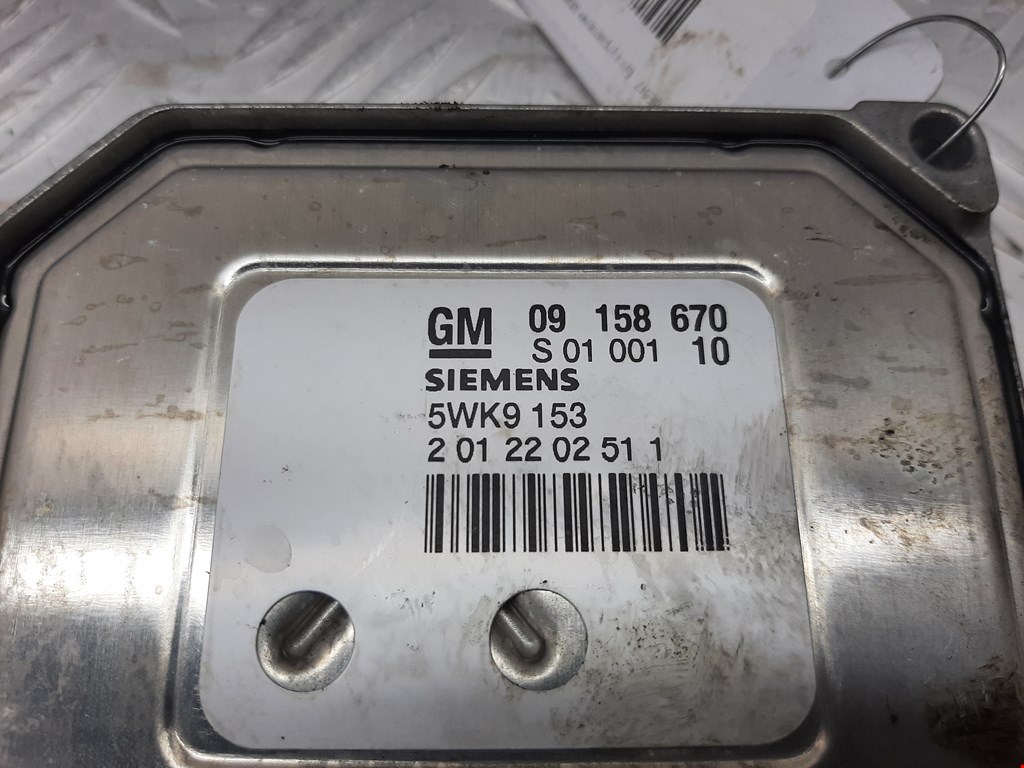 GM 09 158 670
S 01 001 10
SIEMENS
5WK9 153
2 01 22 02 51 1